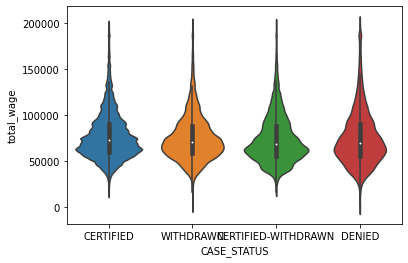 200000
150000
100000
50000
0
total_wage
CERTIFIED
WITHDRAWN
CERTIFIED-WITHDRAWN
DENIED
CASE_STATUS